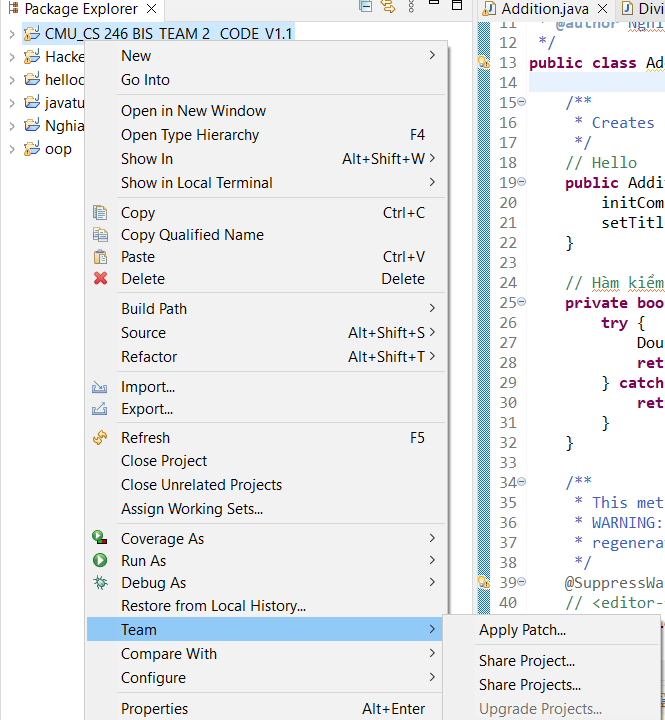 Package Explorer
CMU_CS 246 BIS_TEAM 2__CODE_V1.1
Hacke
helloc
javatu
Nghia
oop
New
Go Into
Open in New Window
Open Type Hierarchy F4
Show In Alt+Shift+W
Show in Local Terminal
Copy Ctrl+C
Copy Qualified Name
Paste Ctrl+V
Delete Delete
Build Path
Source Alt+Shift+S
Refactor Alt+Shift+T
Import...
Export...
Refresh F5
Close Project
Close Unrelated Projects
Assign Working Sets...
Coverage As
Run As
Debug As
Restore from Local History...
Team
Compare With
Configure
Properties Alt+Enter
Apply Patch...
Share Project...
Share Projects...
Upgrade Projects...
Addition.java Divi
11 * @author Nghi
12 */
13 public class Ad
14
15 /**
16 * Creates
17 */
18 // Hello
19 public Addi
20 initCom
21 setTitl
22 }
23
24 // Hàm kiểm
25 private boo
26 try {
27 Dou
28 ret
29 } catch
30 ret
31 }
32 }
33
34 /**
35 * This met
36 * WARNING:
37 * regenera
38 */
39 @SuppressWa
40 // <editor-